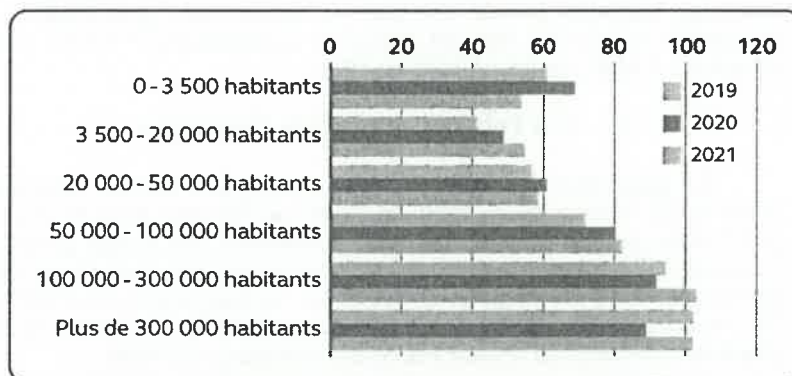 0 20 40 60 80 100 120
0 - 3 500 habitants
3 500 - 20 000 habitants
20 000 - 50 000 habitants
50 000 - 100 000 habitants
100 000 - 300 000 habitants
Plus de 300 000 habitants
2019
2020
2021